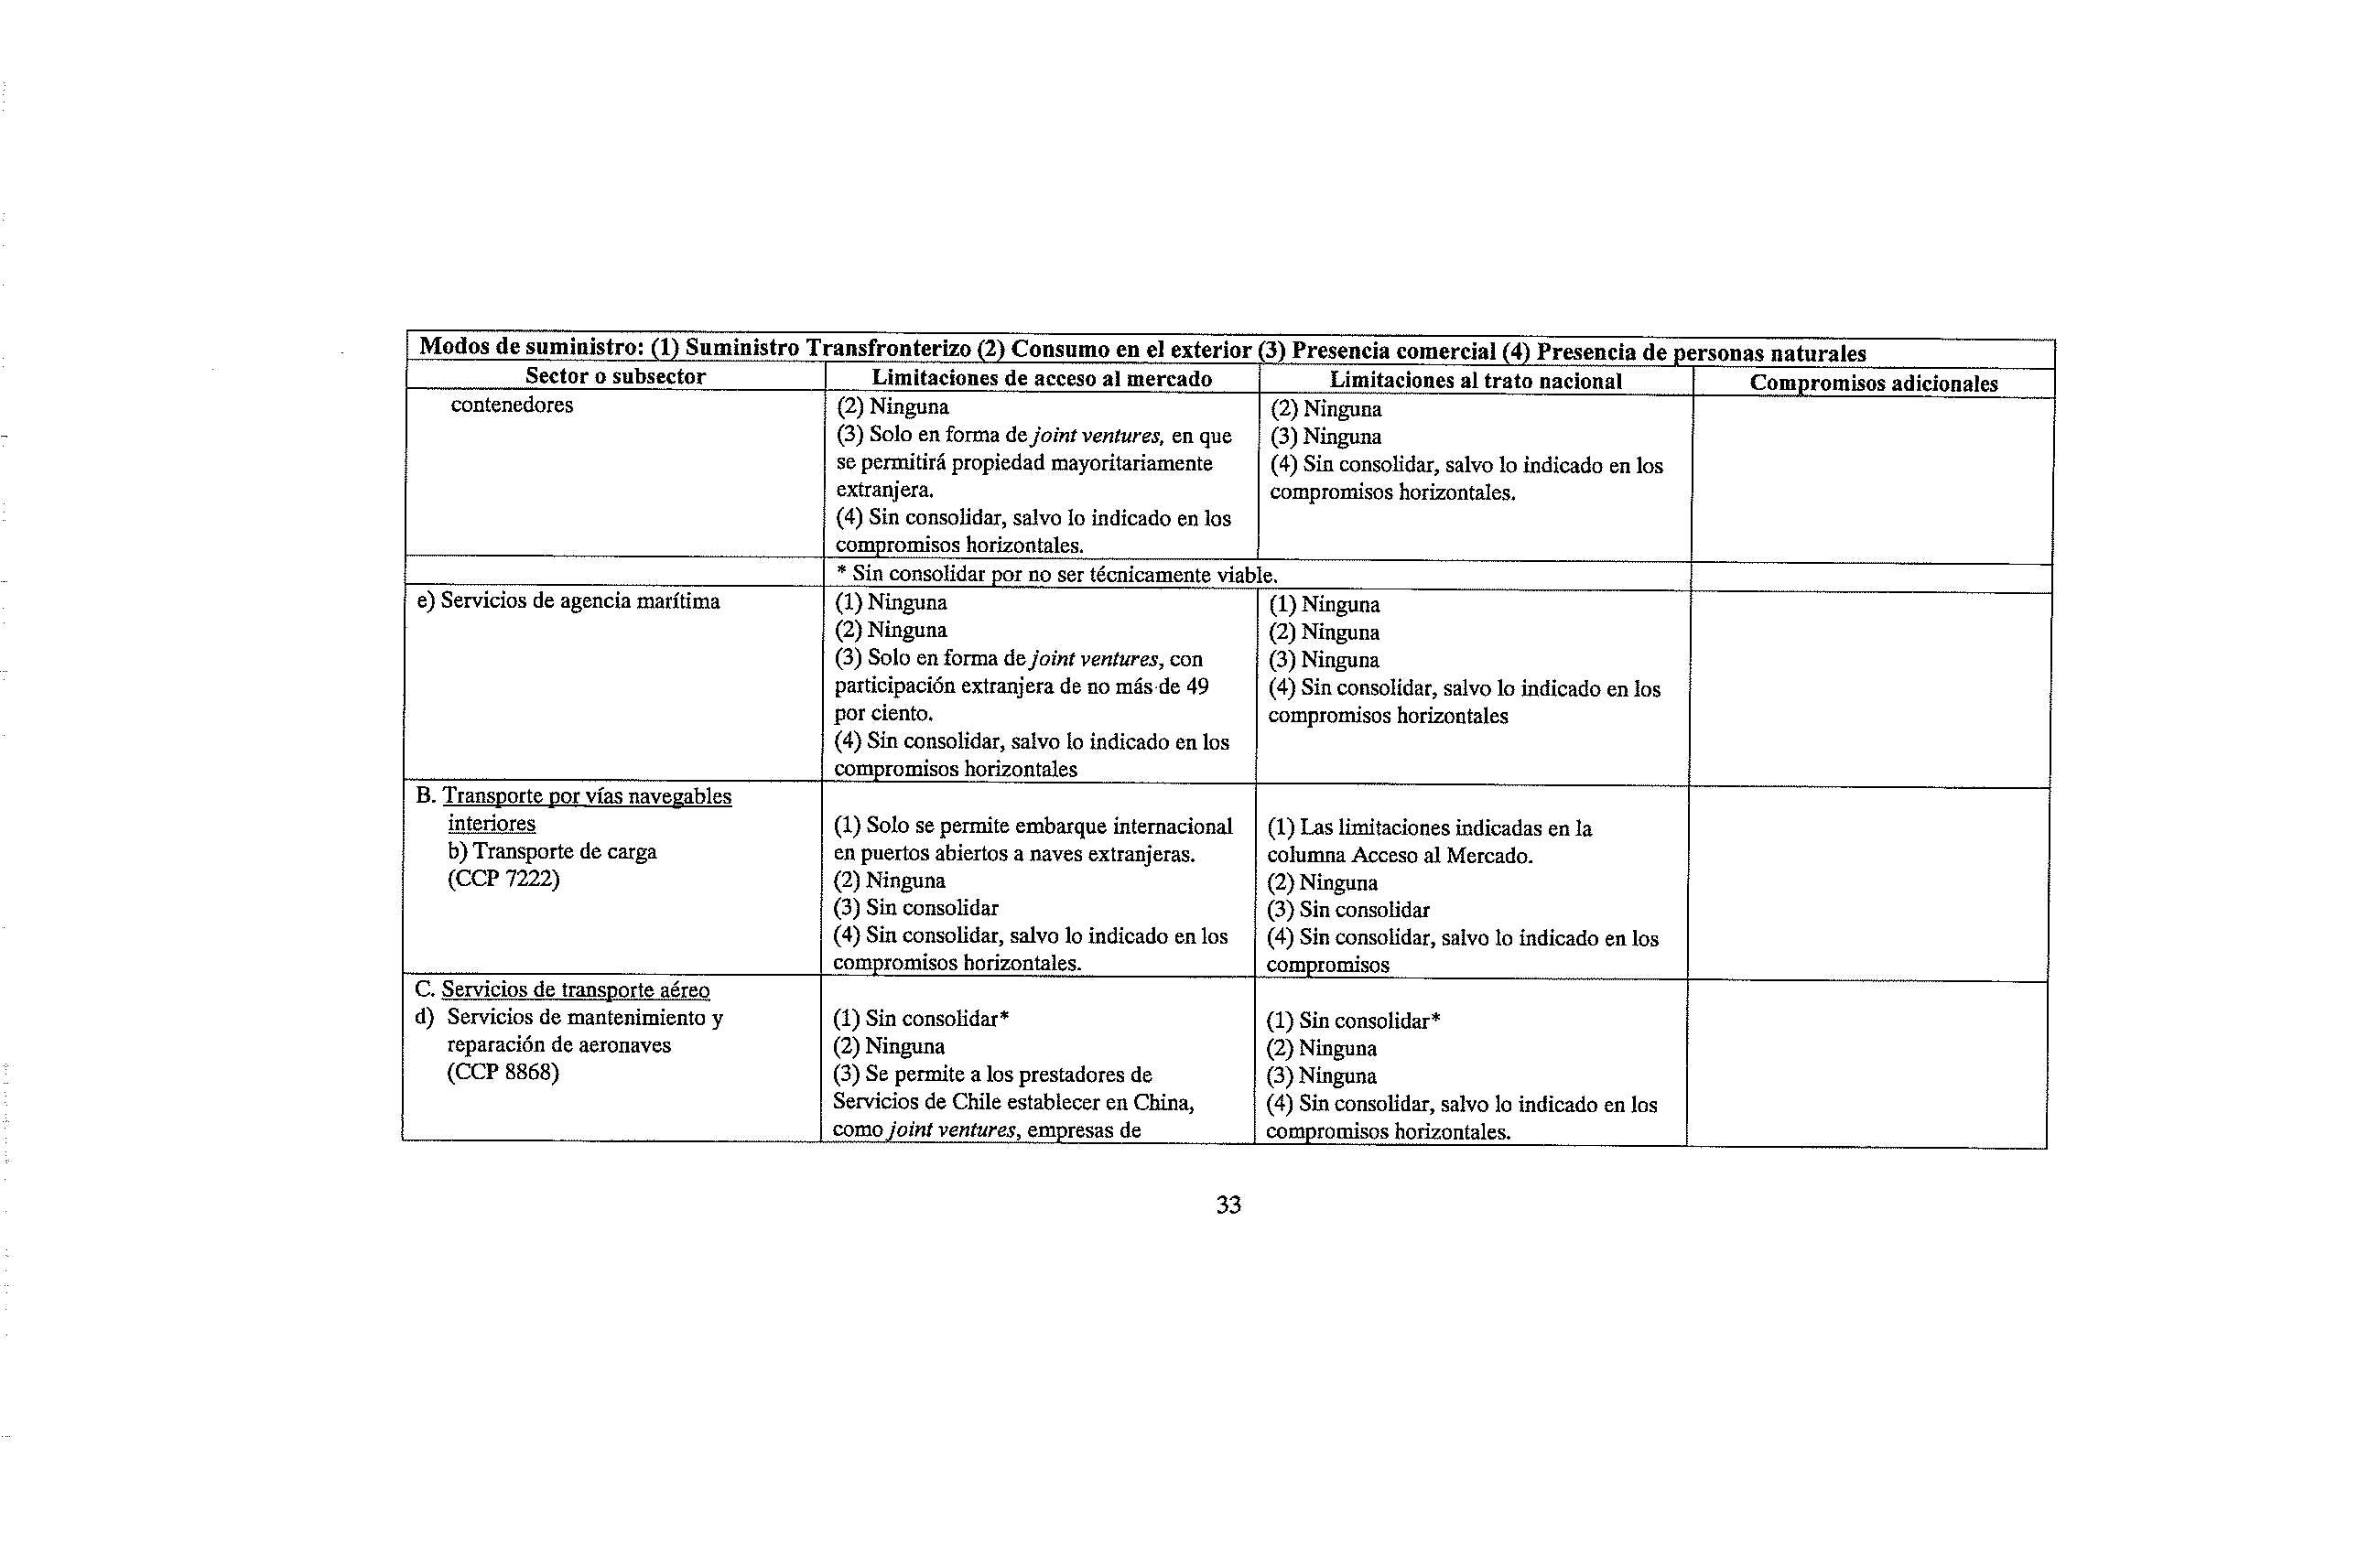 Modos de suministro: (1) Suministro Transfronterizo (2) Consumo en el exterior (3) Presencia comercial (4) Presencia de personas naturales
Sector o subsector
Limitaciones de acceso al mercado
Limitaciones al trato nacional
Compromisos adicionales
contenedores
(2) Ninguna
(3) Solo en forma de joint ventures, en que
se permitirá propiedad mayoritariamente
extranjera.
(4) Sin consolidar, salvo lo indicado en los
compromisos horizontales.
(2) Ninguna
(3) Ninguna
(4) Sin consolidar, salvo lo indicado en los
compromisos horizontales.
* Sin consolidar por no ser técnicamente viable.
e) Servicios de agencia marítima
(1) Ninguna
(2) Ninguna
(3) Solo en forma de joint ventures, con
participación extranjera de no más de 49
por ciento.
(4) Sin consolidar, salvo lo indicado en los
compromisos horizontales
(1) Ninguna
(2) Ninguna
(3) Ninguna
(4) Sin consolidar, salvo lo indicado en los
compromisos horizontales
B. Transporte por vías navegables
interiores
b) Transporte de carga
(CCP 7222)
(1) Solo se permite embarque internacional
en puertos abiertos a naves extranjeras.
(2) Ninguna
(3) Sin consolidar
(4) Sin consolidar, salvo lo indicado en los
compromisos horizontales.
(1) Las limitaciones indicadas en la
columna Acceso al Mercado.
(2) Ninguna
(3) Sin consolidar
(4) Sin consolidar, salvo lo indicado en los
compromisos
C. Servicios de transporte aéreo
d) Servicios de mantenimiento y
reparación de aeronaves
(CCP 8868)
(1) Sin consolidar*
(2) Ninguna
(3) Se permite a los prestadores de
Servicios de Chile establecer en China,
como joint ventures, empresas de
(1) Sin consolidar*
(2) Ninguna
(3) Ninguna
(4) Sin consolidar, salvo lo indicado en los
compromisos horizontales.
33